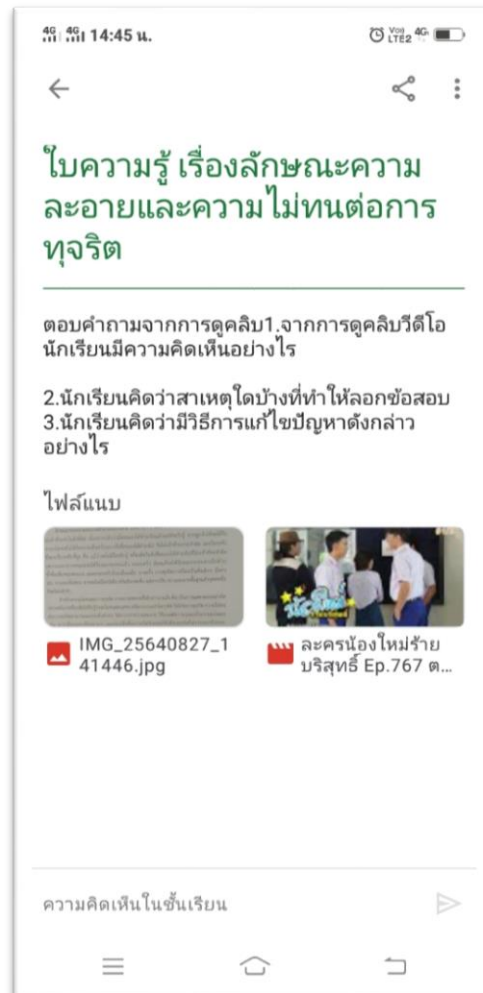 14:45 น.
ใบความรู้ เรื่องลักษณะความ
ละอายและความไม่ทนต่อการ
ทุจริต
ตอบคำถามจากการดูคลิป1.จากการดูคลิปวีดีโอ
นักเรียนมีความคิดเห็นอย่างไร
2.นักเรียนคิดว่าสาเหตุใดบ้างที่ทำให้ลอกข้อสอบ
3.นักเรียนคิดว่ามีวิธีการแก้ไขปัญหาดังกล่าว
อย่างไร
ไฟล์แนบ
IMG_25640827_1
41446.jpg
ละครน้องใหม่ร้าย
บริสุทธิ์ Ep.767 ต...
ความคิดเห็นในชั้นเรียน